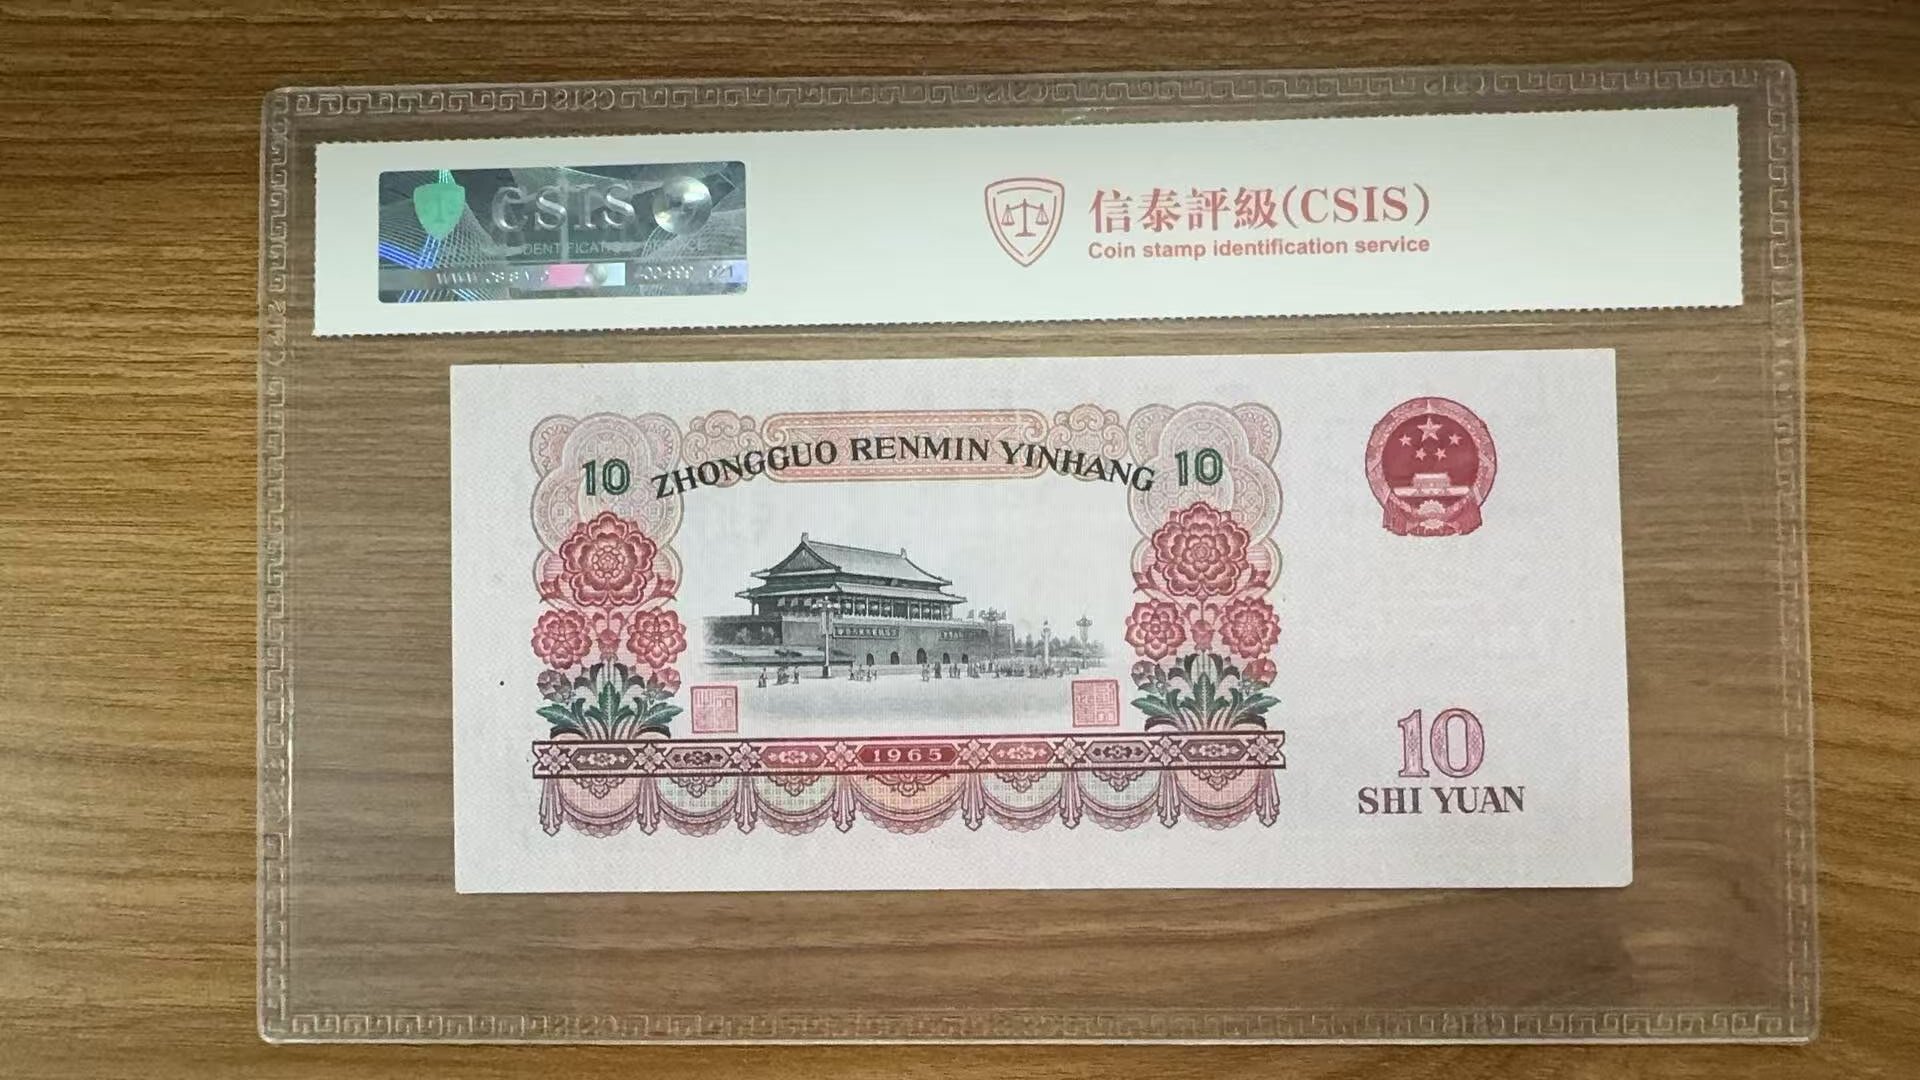 CSIS
信泰評級(CSIS)
Coin stamp identification service
10 ZHONGGUO RENMIN YINHANG 10
1965
10
SHI YUAN